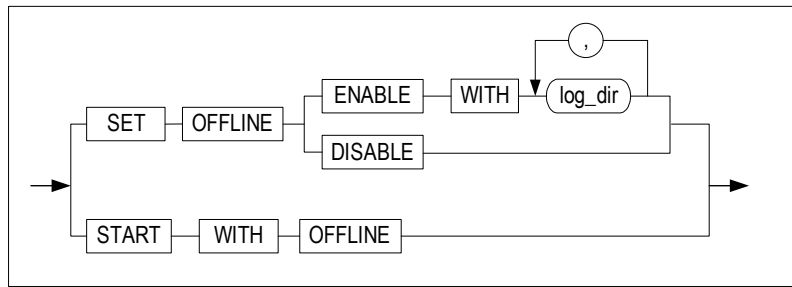 ,
ENABLE WITH log_dir
SET OFFLINE
DISABLE
START WITH OFFLINE